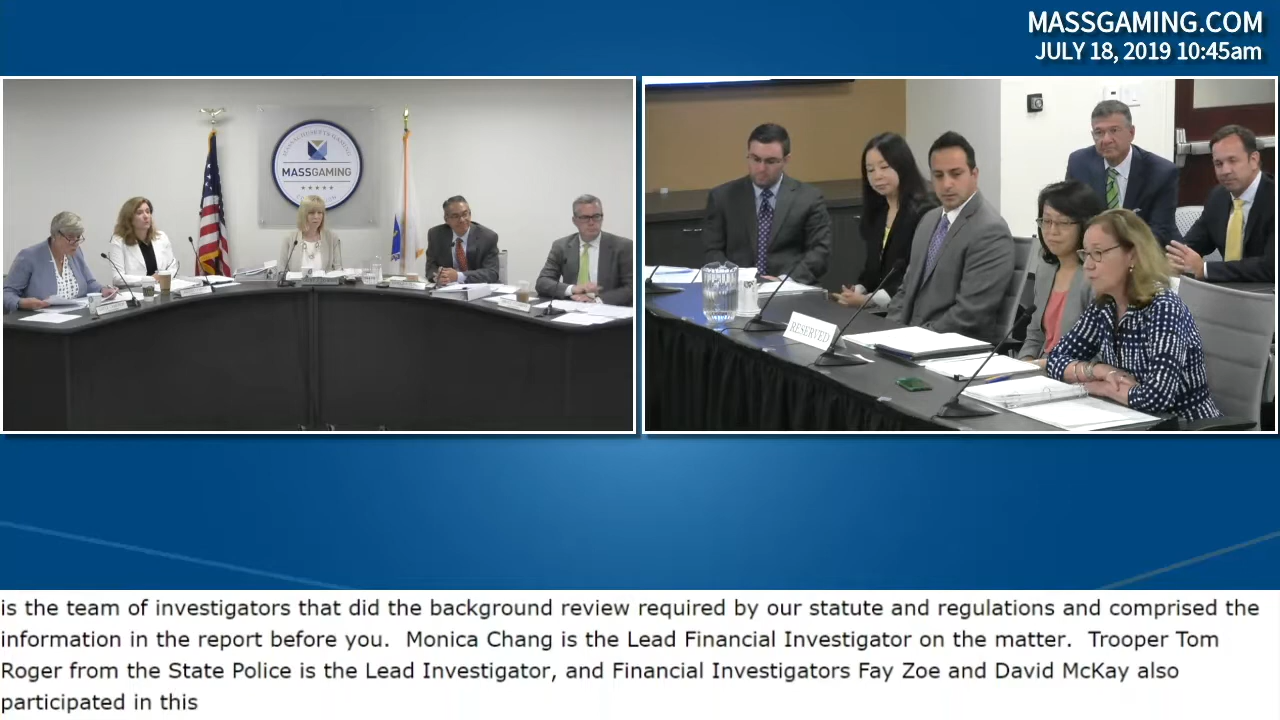 MASSGAMING.COM
JULY 18, 2019 10:45am
MASSACHUSETTS GAMING
MASSGAMING
RESERVED
is the team of investigators that did the background review required by our statute and regulations and comprised the
information in the report before you.  Monica Chang is the Lead Financial Investigator on the matter.  Trooper Tom
Roger from the State Police is the Lead Investigator, and Financial Investigators Fay Zoe and David McKay also
participated in this